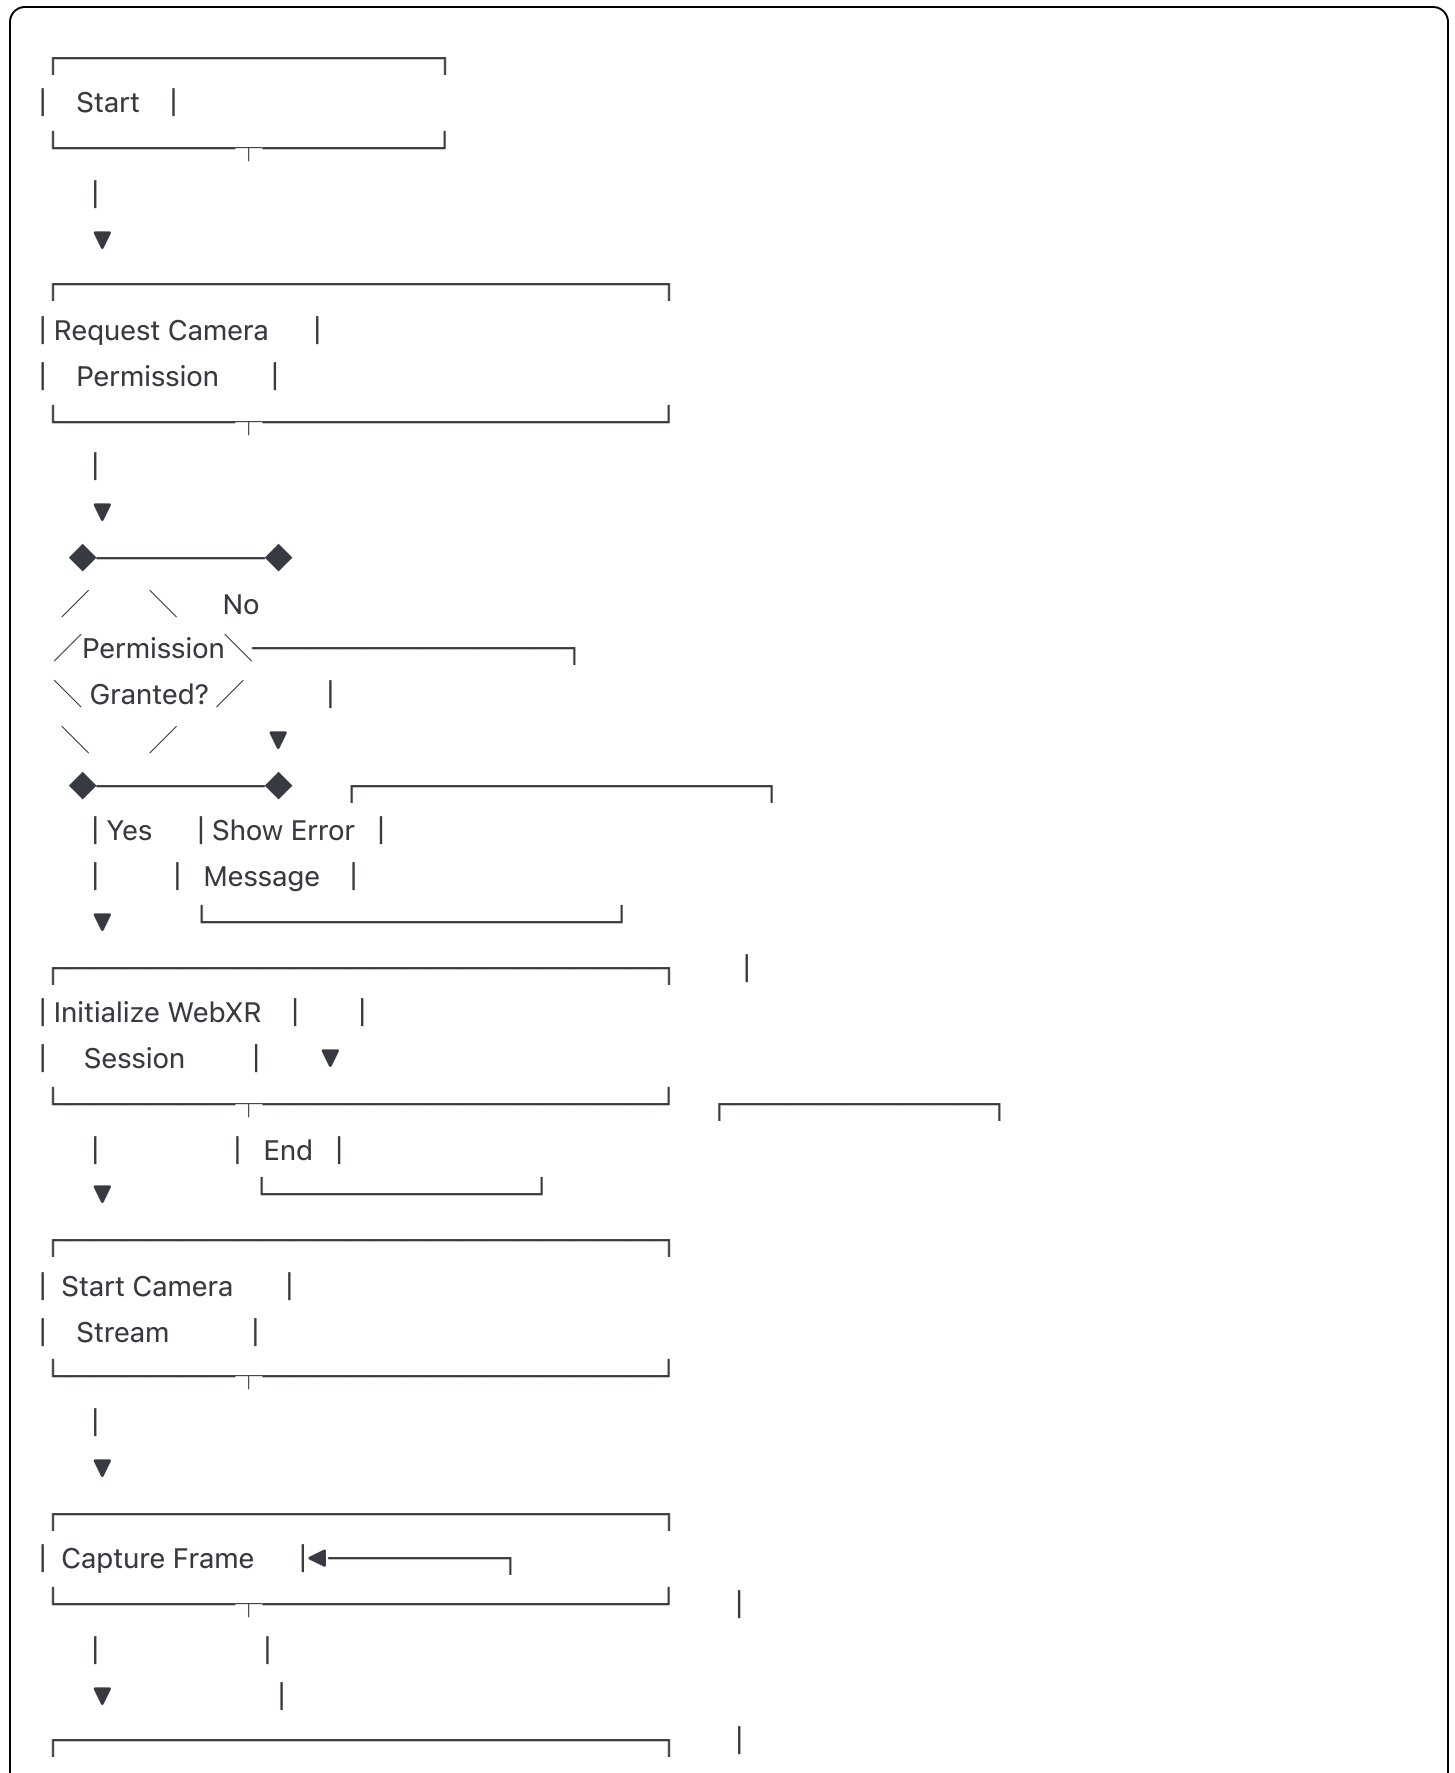 Start
Request Camera
Permission
No
Permission
Granted?
Yes Show Error
Message
Initialize WebXR
Session
End
Start Camera
Stream
Capture Frame